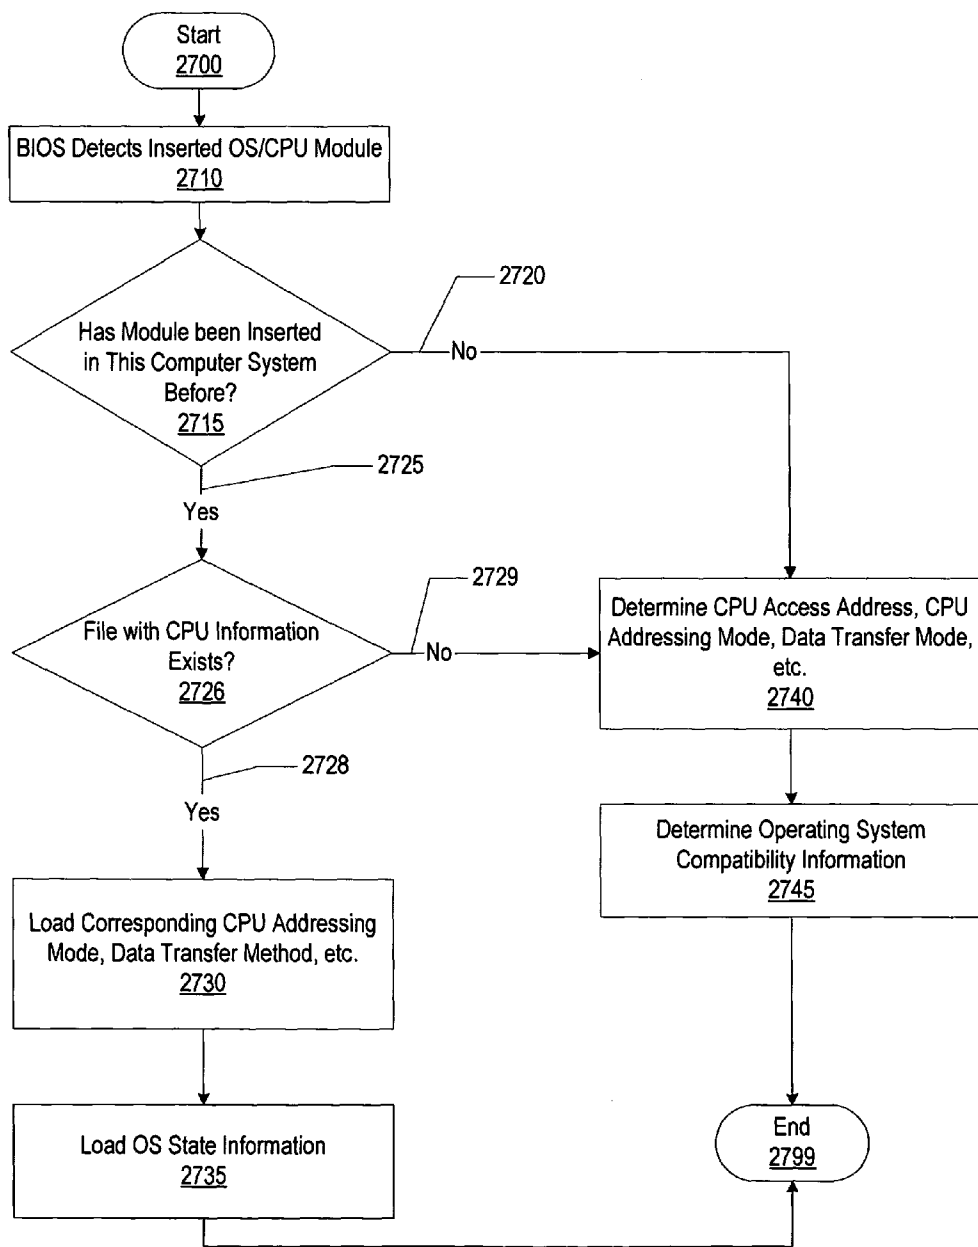 Start
2700
BIOS Detects Inserted OS/CPU Module
2710
2720
Has Module been Inserted
in This Computer System
Before?
2715
No
2725
Yes
2729
File with CPU Information
Exists?
2726
No
Determine CPU Access Address, CPU
Addressing Mode, Data Transfer Mode,
etc.
2740
2728
Yes
Determine Operating System
Compatibility Information
2745
Load Corresponding CPU Addressing
Mode, Data Transfer Method, etc.
2730
Load OS State Information
2735
End
2799